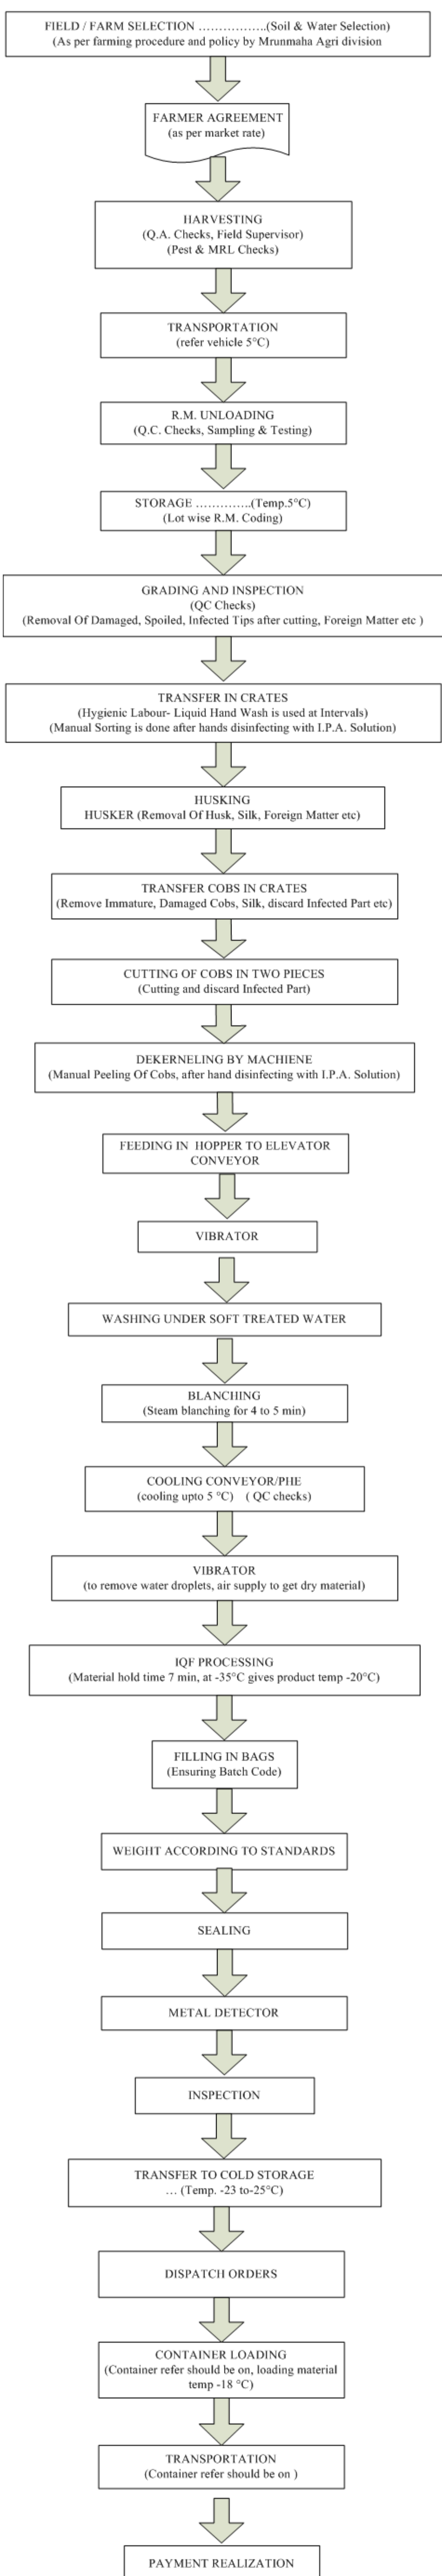 FIELD / FARM SELECTION ……………..(Soil & Water Selection)
(As per farming procedure and policy by Mrunmaha Agri division
FARMER AGREEMENT
(as per market rate)
HARVESTING
(Q.A. Checks, Field Supervisor)
(Pest & MRL Checks)
TRANSPORTATION
(refer vehicle 5°C)
R.M. UNLOADING
(Q.C. Checks, Sampling & Testing)
STORAGE …………..(Temp.5°C)
(Lot wise R.M. Coding)
GRADING AND INSPECTION
(QC Checks)
(Removal Of Damaged, Spoiled, Infected Tips after cutting, Foreign Matter etc )
TRANSFER IN CRATES
(Hygienic Labour- Liquid Hand Wash is used at Intervals)
(Manual Sorting is done after hands disinfecting with I.P.A. Solution)
HUSKING
HUSKER (Removal Of Husk, Silk, Foreign Matter etc)
TRANSFER COBS IN CRATES
(Remove Immature, Damaged Cobs, Silk, discard Infected Part etc)
CUTTING OF COBS IN TWO PIECES
(Cutting and discard Infected Part)
DEKERNELING BY MACHIENE
(Manual Peeling Of Cobs, after hand disinfecting with I.P.A. Solution)
FEEDING IN HOPPER TO ELEVATOR
CONVEYOR
VIBRATOR
WASHING UNDER SOFT TREATED WATER
BLANCHING
(Steam blanching for 4 to 5 min)
COOLING CONVEYOR/PHE
(cooling upto 5 °C) ( QC checks)
VIBRATOR
(to remove water droplets, air supply to get dry material)
IQF PROCESSING
(Material hold time 7 min, at -35°C gives product temp -20°C)
FILLING IN BAGS
(Ensuring Batch Code)
WEIGHT ACCORDING TO STANDARDS
SEALING
METAL DETECTOR
INSPECTION
TRANSFER TO COLD STORAGE
… (Temp. -23 to-25°C)
DISPATCH ORDERS
CONTAINER LOADING
(Container refer should be on, loading material
temp -18 °C)
TRANSPORTATION
(Container refer should be on )
PAYMENT REALIZATION